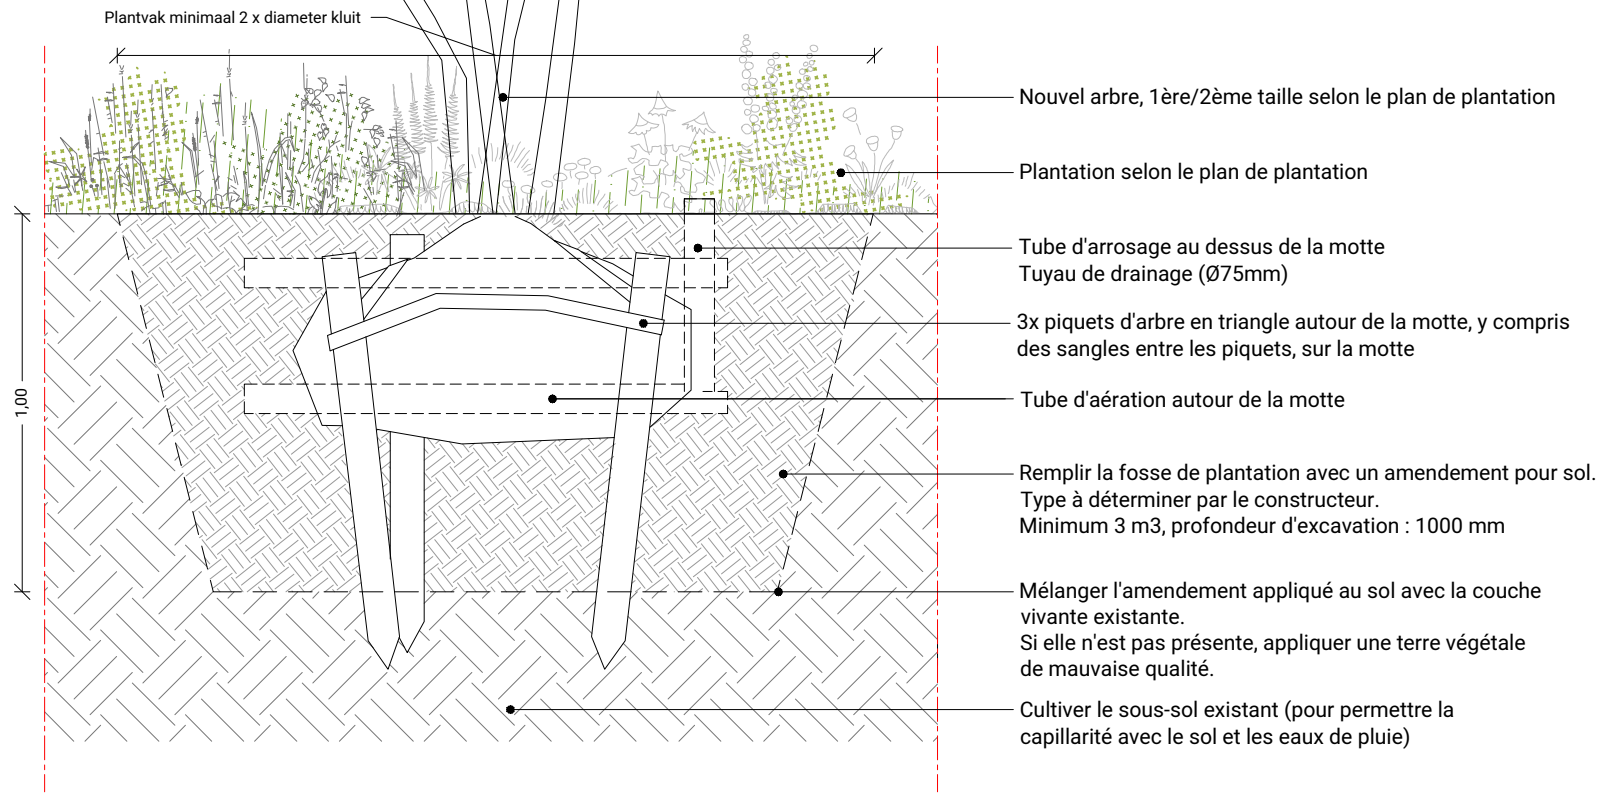 Plantvak minimaal 2 x diameter kluit
Nouvel arbre, 1ère/2ème taille selon le plan de plantation
Plantation selon le plan de plantation
Tube d'arrosage au dessus de la motte
Tuyau de drainage (Ø75mm)
3x piquets d'arbre en triangle autour de la motte, y compris
des sangles entre les piquets, sur la motte
1,00
Tube d'aération autour de la motte
Remplir la fosse de plantation avec un amendement pour sol.
Type à déterminer par le constructeur.
Minimum 3 m3, profondeur d'excavation : 1000 mm
Mélanger l'amendement appliqué au sol avec la couche
vivante existante.
Si elle n'est pas présente, appliquer une terre végétale
de mauvaise qualité.
Cultiver le sous-sol existant (pour permettre la
capillarité avec le sol et les eaux de pluie)